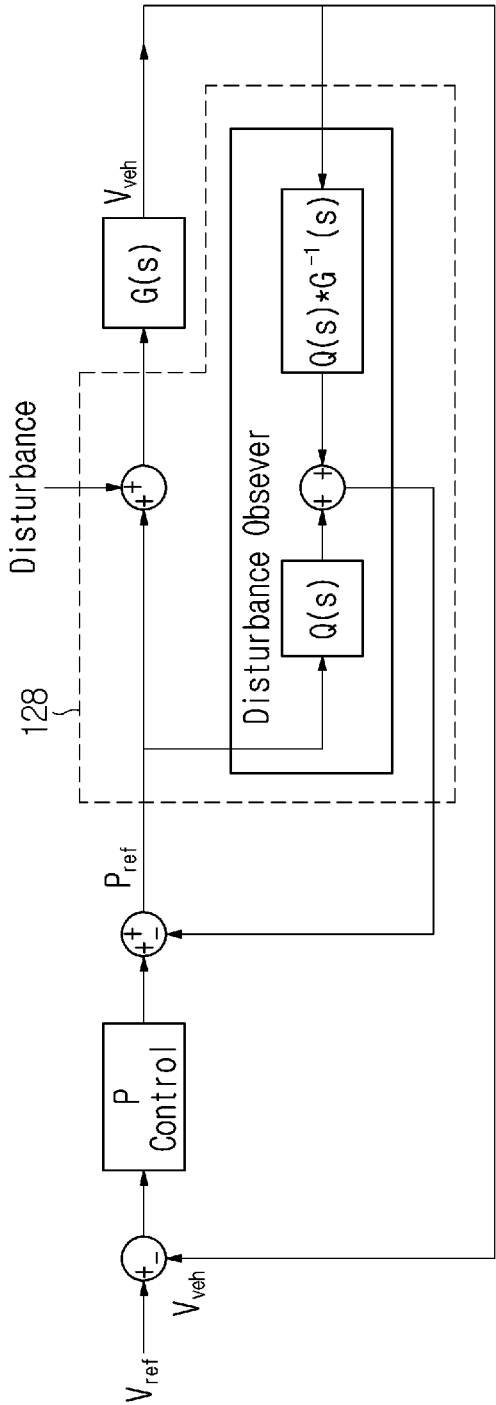 Disturbance
128
V_ref
+
-
V_veh
P
Control
+
+
-
P_ref
+
+
G(s)
V_veh
Disturbance Obsever
Q(s)
+
+
Q(s)*G⁻¹(s)